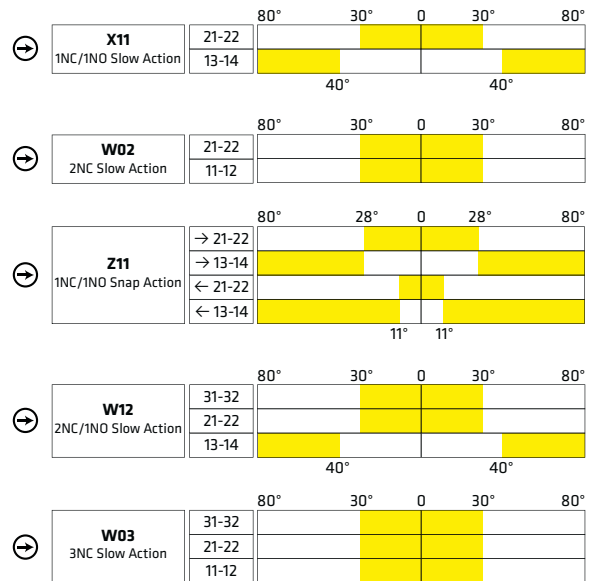 80° 30° 0 30° 80°
X11 21-22
1NC/1NO Slow Action 13-14
40° 40°
80° 30° 0 30° 80°
W02 21-22
2NC Slow Action 11-12
80° 28° 0 28° 80°
→ 21-22
Z11 → 13-14
1NC/1NO Snap Action ← 21-22
← 13-14
11° 11°
80° 30° 0 30° 80°
31-32
W12 21-22
2NC/1NO Slow Action 13-14
40° 40°
80° 30° 0 30° 80°
31-32
W03 21-22
3NC Slow Action 11-12